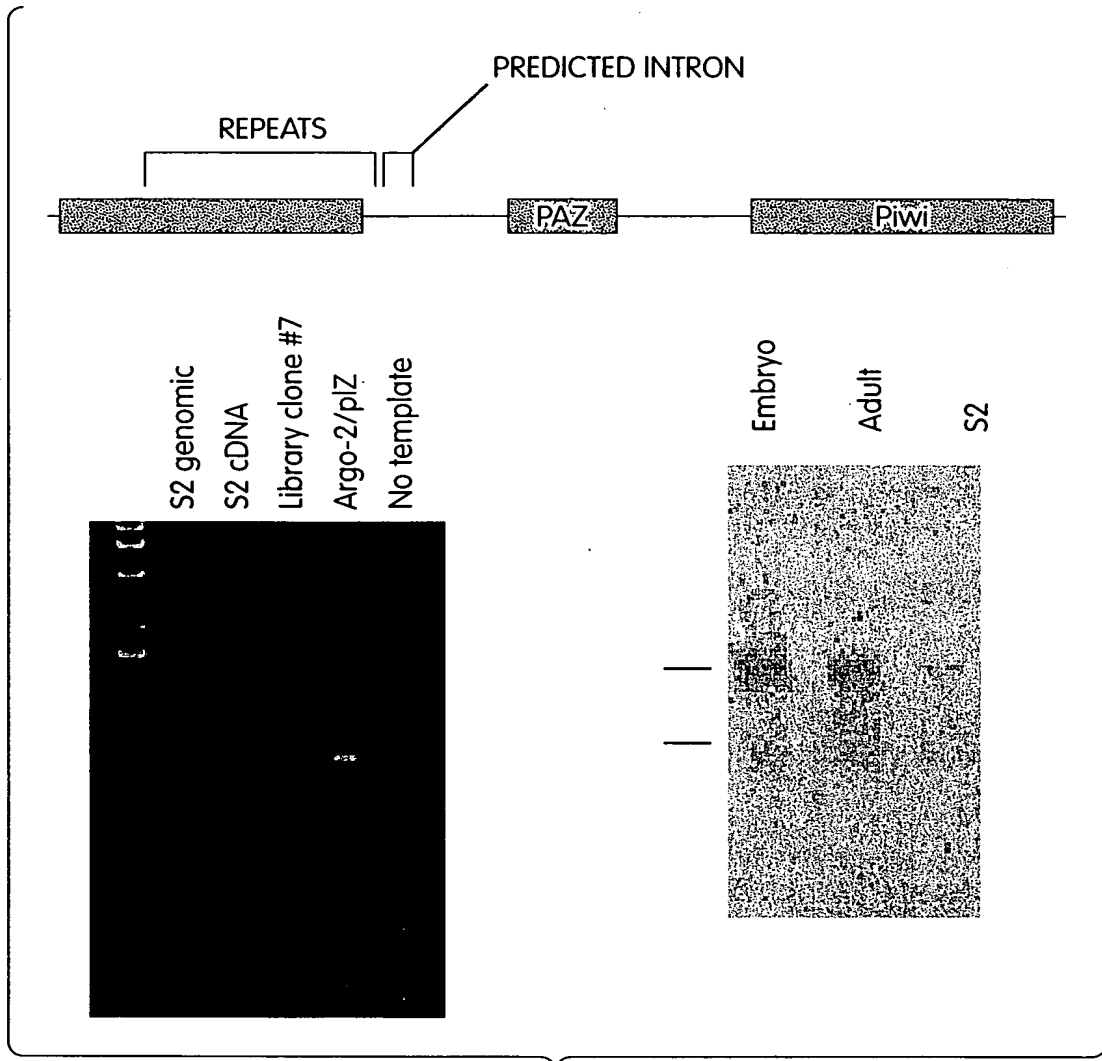 PREDICTED INTRON
REPEATS
PAZ
Piwi
S2 genomic
S2 cDNA
Library clone #7
Argo-2/pIZ
No template
Embryo
Adult
S2